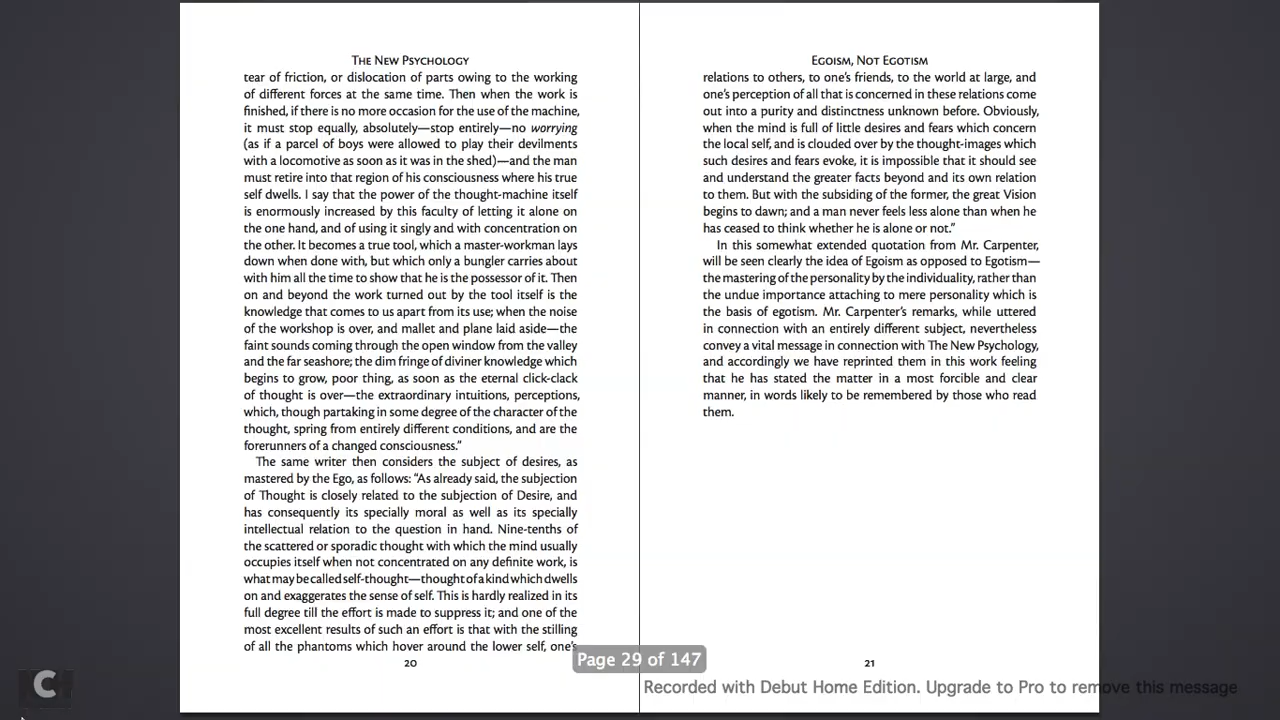 THE NEW PSYCHOLOGY
tear of friction, or dislocation of parts owing to the working
of different forces at the same time. Then when the work is
finished, if there is no more occasion for the use of the machine,
it must stop equally, absolutely—stop entirely—no worrying
(as if a parcel of boys were allowed to play their devilments
with a locomotive as soon as it was in the shed)—and the man
must retire into that region of his consciousness where his true
self dwells. I say that the power of the thought-machine itself
is enormously increased by this faculty of letting it alone on
the one hand, and of using it singly and with concentration on
the other. It becomes a true tool, which a master-workman lays
down when done with, but which only a bungler carries about
with him all the time to show that he is the possessor of it. Then
on and beyond the work turned out by the tool itself is the
knowledge that comes to us apart from its use; when the noise
of the workshop is over, and mallet and plane laid aside—the
faint sounds coming through the open window from the valley
and the far seashore; the dim fringe of diviner knowledge which
begins to grow, poor thing, as soon as the eternal click-clack
of thought is over—the extraordinary intuitions, perceptions,
which, though partaking in some degree of the character of the
thought, spring from entirely different conditions, and are the
forerunners of a changed consciousness."
The same writer then considers the subject of desires, as
mastered by the Ego, as follows: "As already said, the subjection
of Thought is closely related to the subjection of Desire, and
has consequently its specially moral as well as its specially
intellectual relation to the question in hand. Nine-tenths of
the scattered or sporadic thought with which the mind usually
occupies itself when not concentrated on any definite work, is
what may be called self-thought—thought of a kind which dwells
on and exaggerates the sense of self. This is hardly realized in its
full degree till the effort is made to suppress it; and one of the
most excellent results of such an effort is that with the stilling
of all the phantoms which hover around the lower self, one's
20
EGOISM, NOT EGOTISM
relations to others, to one's friends, to the world at large, and
one's perception of all that is concerned in these relations come
out into a purity and distinctness unknown before. Obviously,
when the mind is full of little desires and fears which concern
the local self, and is clouded over by the thought-images which
such desires and fears evoke, it is impossible that it should see
and understand the greater facts beyond and its own relation
to them. But with the subsiding of the former, the great Vision
begins to dawn; and a man never feels less alone than when he
has ceased to think whether he is alone or not."
In this somewhat extended quotation from Mr. Carpenter,
will be seen clearly the idea of Egoism as opposed to Egotism—
the mastering of the personality by the individuality, rather than
the undue importance attaching to mere personality which is
the basis of egotism. Mr. Carpenter's remarks, while uttered
in connection with an entirely different subject, nevertheless
convey a vital message in connection with The New Psychology,
and accordingly we have reprinted them in this work feeling
that he has stated the matter in a most forcible and clear
manner, in words likely to be remembered by those who read
them.
21
Page 29 of 147
Recorded with Debut Home Edition. Upgrade to Pro to remove this message